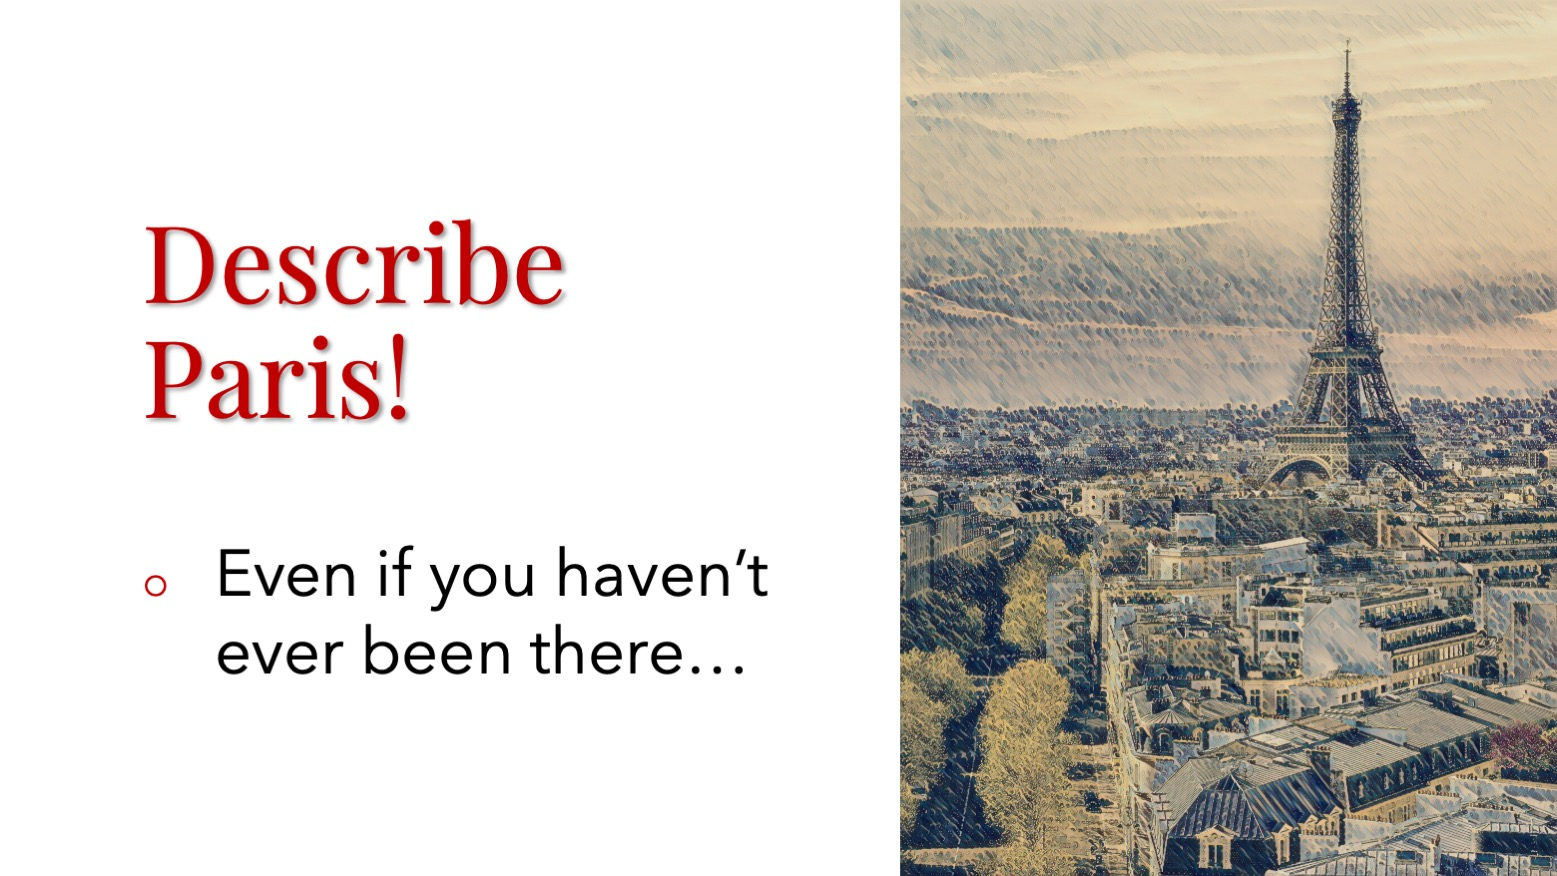 Describe
Paris!
Even if you haven’t
ever been there…